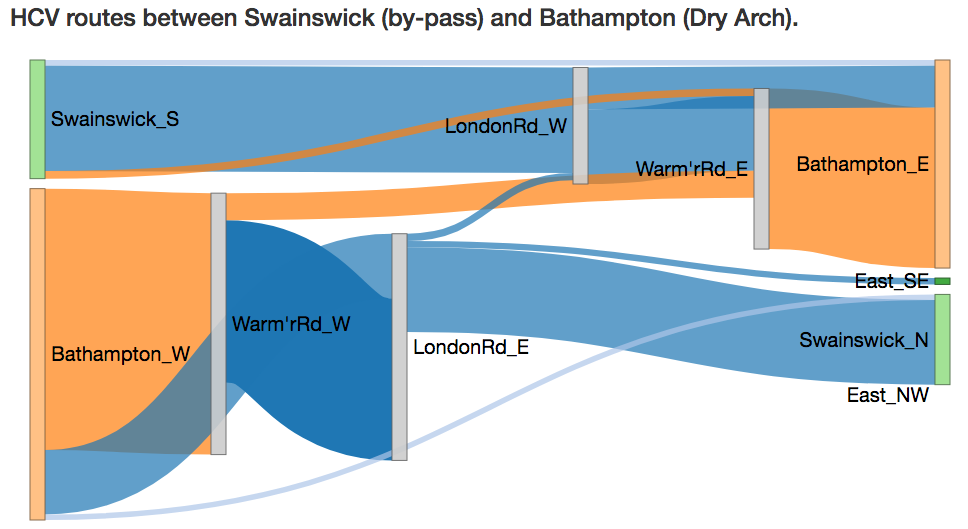 HCV routes between Swainswick (by-pass) and Bathampton (Dry Arch).
Swainswick_S
LondonRd_W
Warm'rRd_E
Bathampton_E
East_SE
Warm'rRd_W
Bathampton_W
LondonRd_E
Swainswick_N
East_NW